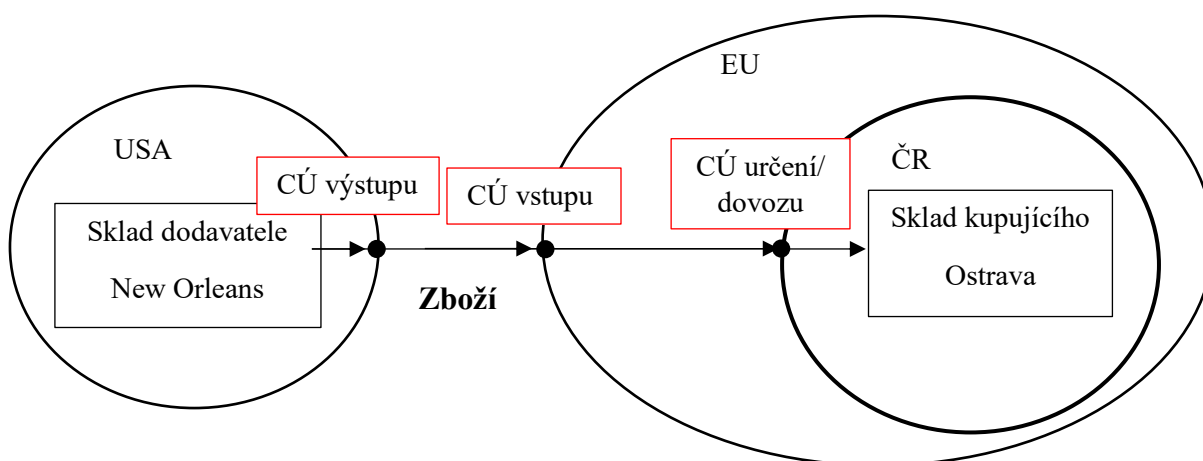 EU
USA
CÚ výstupu
CÚ vstupu
CÚ určení/
dovozu
ČR
Sklad dodavatele
New Orleans
Zboží
Sklad kupujícího
Ostrava